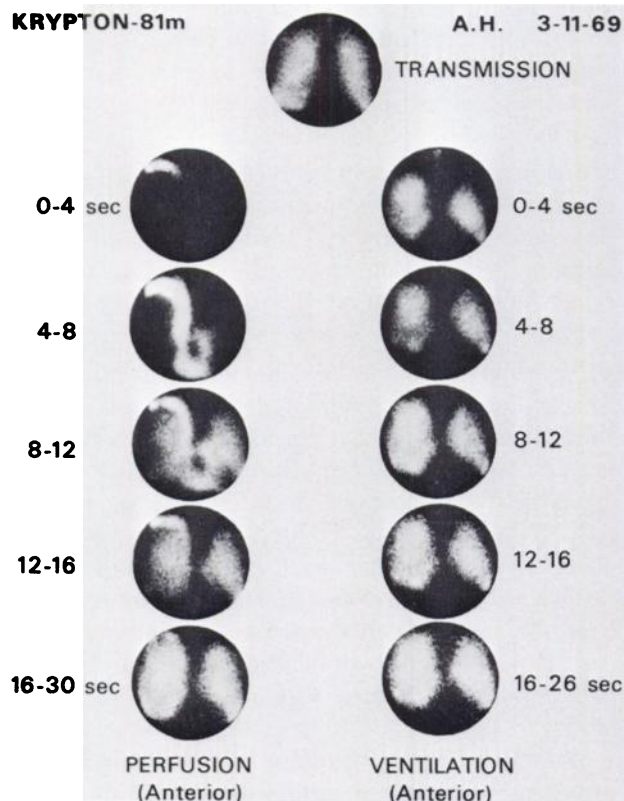 KRYPTON-81m A.H. 3-11-69
TRANSMISSION
0-4 sec 0-4 sec
4-8 4-8
8-12 8-12
12-16 12-16
16-30 sec 16-26 sec
PERFUSION VENTILATION
(Anterior) (Anterior)